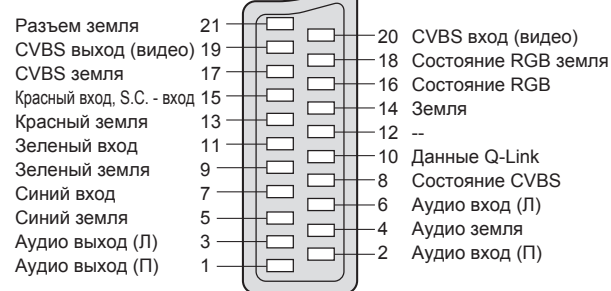 Разъем земля 21
CVBS выход (видео) 19
CVBS земля 17
Красный вход, S.C. - вход 15
Красный земля 13
Зеленый вход 11
Зеленый земля 9
Синий вход 7
Синий земля 5
Аудио выход (Л) 3
Аудио выход (П) 1
20 CVBS вход (видео)
18 Состояние RGB земля
16 Состояние RGB
14 Земля
12 --
10 Данные Q-Link
8 Состояние CVBS
6 Аудио вход (Л)
4 Аудио земля
2 Аудио вход (П)